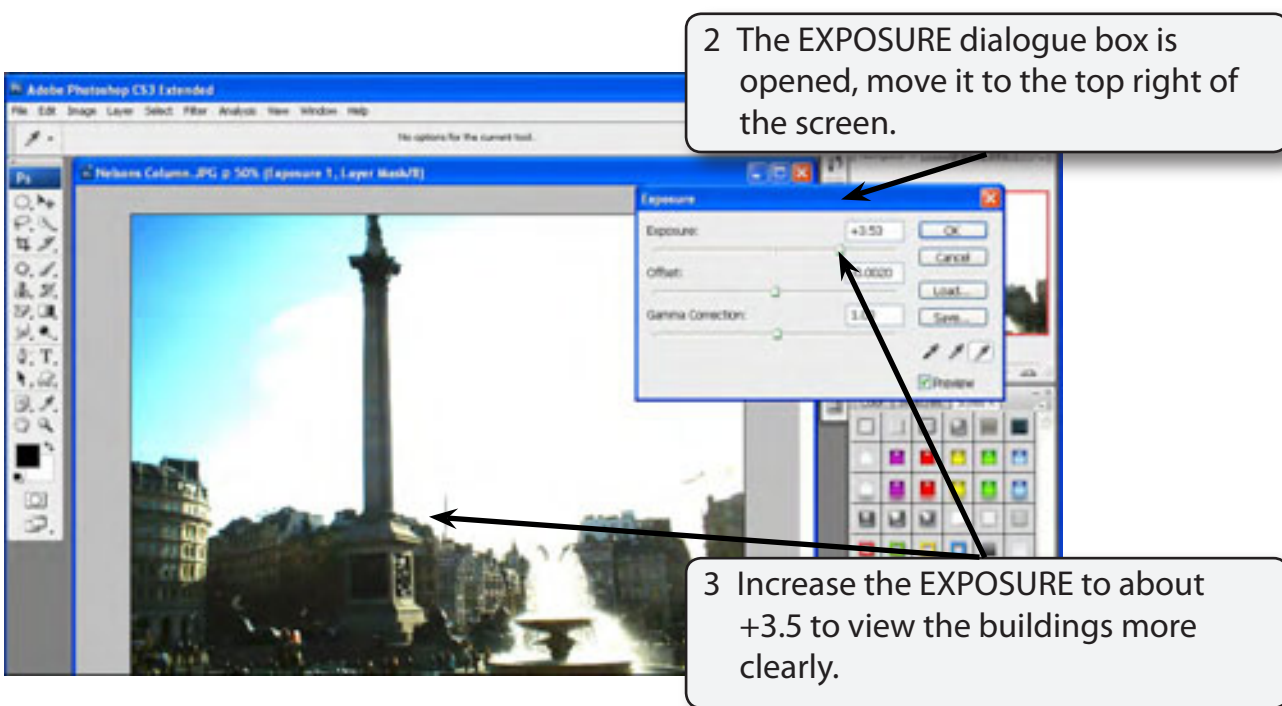 2 The EXPOSURE dialogue box is
opened, move it to the top right of
the screen.
Adobe Photoshop CS3 Extended
File Edit Image Layer Select Filter Analysis View Window Help
No options for the current tool.
Ps
Nelsons Column.JPG @ 50% (Exposure 1, Layer Mask/8)
Exposure
Exposure: +3.53 OK
Cancel
Offset: .0020
Load...
Gamma Correction: Save...
Preview
3 Increase the EXPOSURE to about
+3.5 to view the buildings more
clearly.